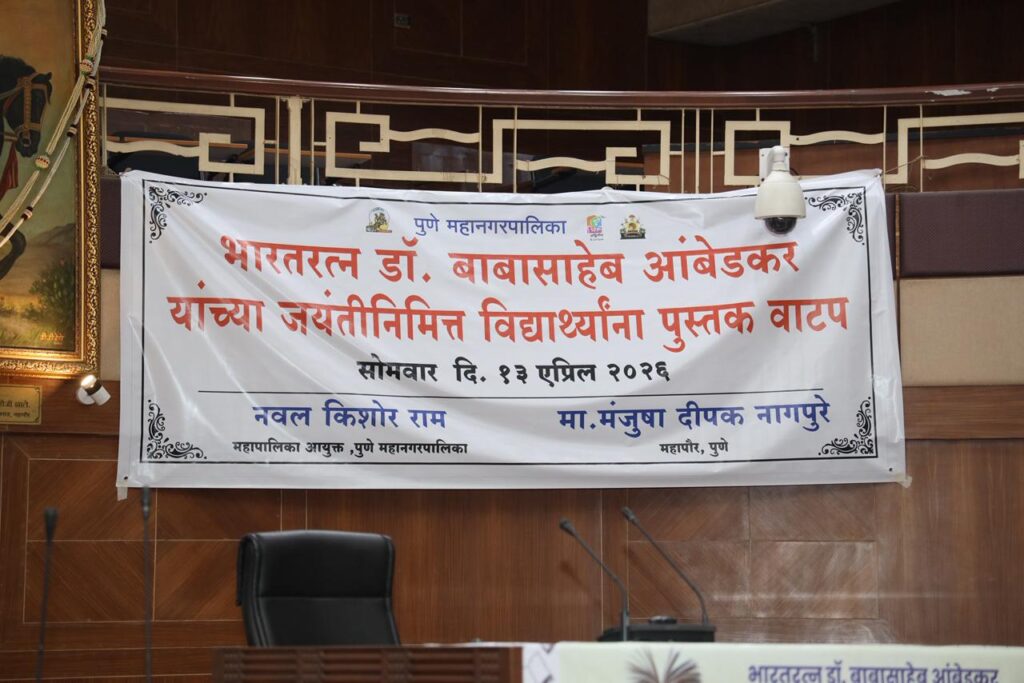 पुणे महानगरपालिका
भारतरत्न डॉ. बाबासाहेब आंबेडकर
यांच्या जयंतीनिमित्त विद्यार्थ्यांना पुस्तक वाटप
सोमवार दि. १३ एप्रिल २०२६
नवल किशोर राम
महापालिका आयुक्त ,पुणे महानगरपालिका
मा.मंजुषा दीपक नागपुरे
महापौर, पुणे
भारतरत्न डॉ. बाबासाहेब आंबेडकर